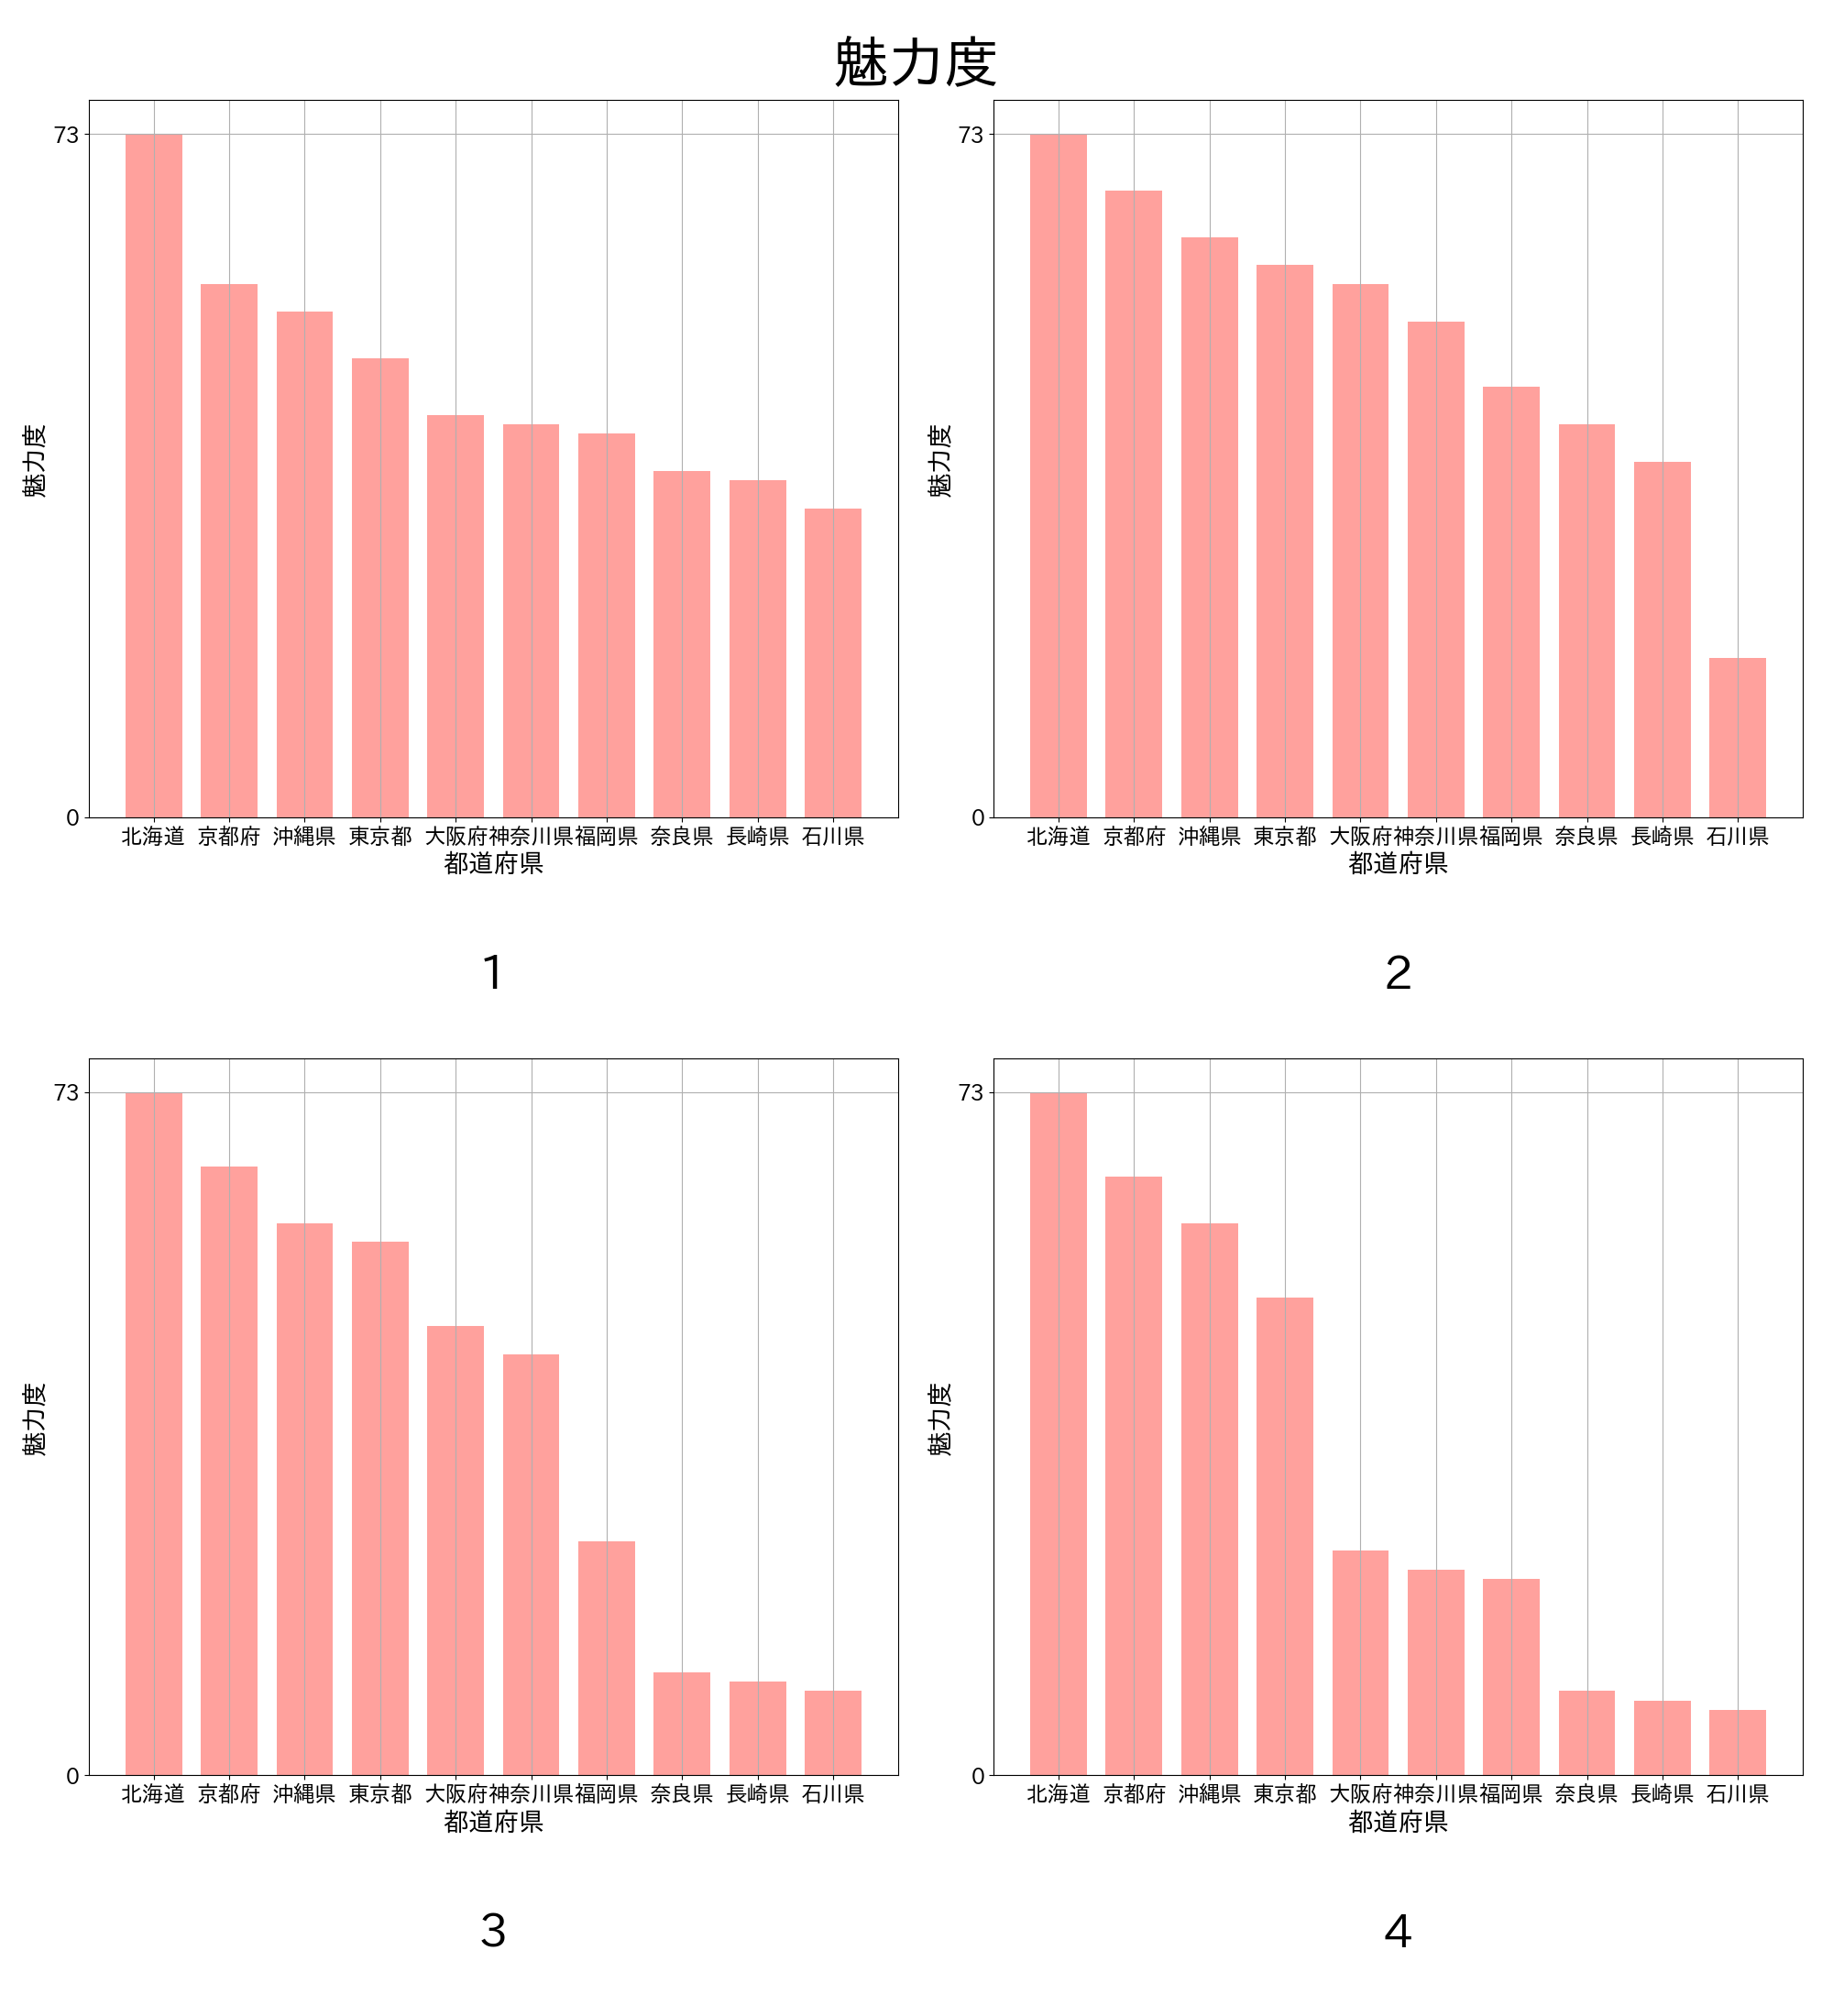 魅力度
73
0
魅力度
北海道 京都府 沖縄県 東京都 大阪府 神奈川県 福岡県 奈良県 長崎県 石川県
都道府県
1
73
0
魅力度
北海道 京都府 沖縄県 東京都 大阪府 神奈川県 福岡県 奈良県 長崎県 石川県
都道府県
2
73
0
魅力度
北海道 京都府 沖縄県 東京都 大阪府 神奈川県 福岡県 奈良県 長崎県 石川県
都道府県
3
73
0
魅力度
北海道 京都府 沖縄県 東京都 大阪府 神奈川県 福岡県 奈良県 長崎県 石川県
都道府県
4